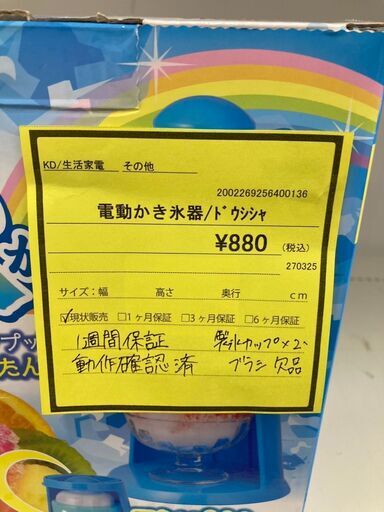 KD/生活家電 その他
2002269256400136
電動かき氷器/ドウシシャ
¥880 (税込)
270325
サイズ:幅 高さ 奥行 cm
☑現状販売 □1ヶ月保証 □3ヶ月保証 □6ヶ月保証
1週間保証 製氷カップ×2
動作確認済 ブラシ 欠品